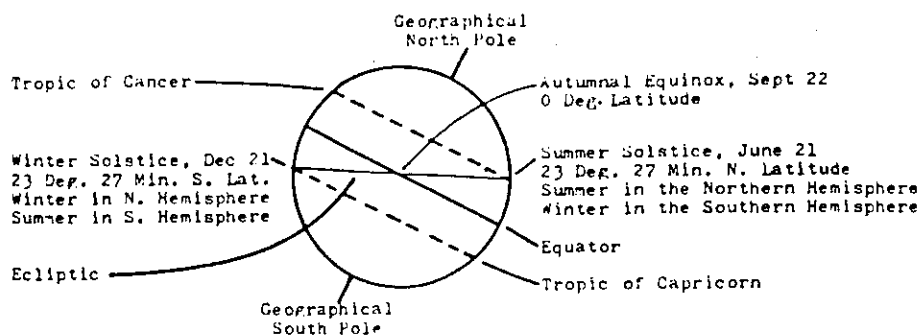 Geographical
North Pole
Tropic of Cancer
Autumnal Equinox, Sept 22
0 Deg. Latitude
Winter Solstice, Dec 21
23 Deg. 27 Min. S. Lat.
Winter in N. Hemisphere
Summer in S. Hemisphere
Summer Solstice, June 21
23 Deg. 27 Min. N. Latitude
Summer in the Northern Hemisphere
Winter in the Southern Hemisphere
Equator
Ecliptic
Tropic of Capricorn
Geographical
South Pole